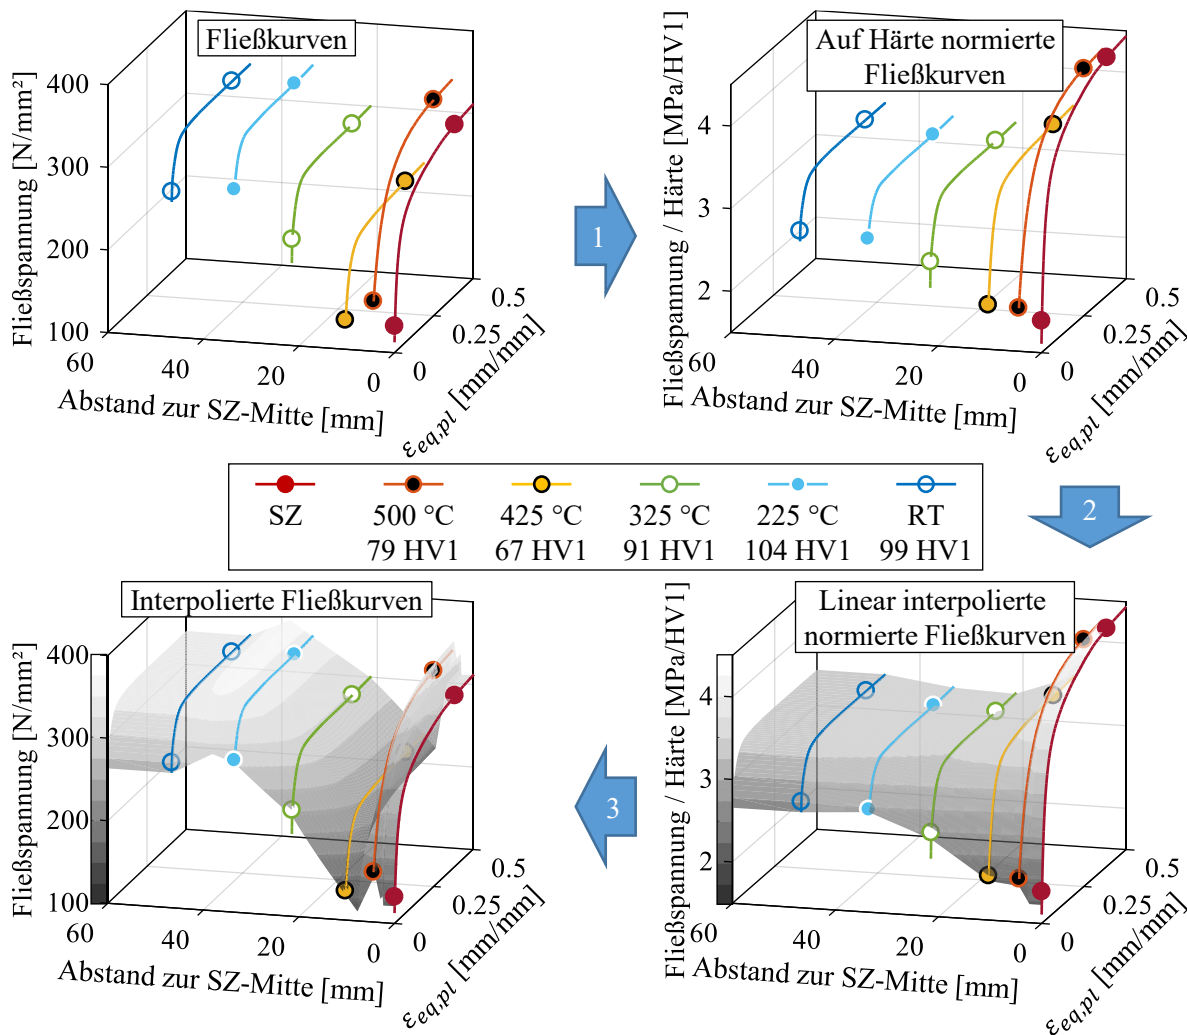 Fließkurven
Fließspannung [N/mm²]
400
300
200
100
60
40
20
0
0
0.25
0.5
Abstand zur SZ-Mitte [mm]
εeq,pl [mm/mm]
1
Auf Härte normierte
Fließkurven
Fließspannung / Härte [MPa/HV1]
4
3
2
60
40
20
0
0
0.25
0.5
Abstand zur SZ-Mitte [mm]
εeq,pl [mm/mm]
SZ 500 °C 425 °C 325 °C 225 °C RT
79 HV1 67 HV1 91 HV1 104 HV1 99 HV1
2
Interpolierte Fließkurven
Fließspannung [N/mm²]
400
300
200
100
60
40
20
0
0
0.25
0.5
Abstand zur SZ-Mitte [mm]
εeq,pl [mm/mm]
3
Linear interpolierte
normierte Fließkurven
Fließspannung / Härte [MPa/HV1]
4
3
2
60
40
20
0
0
0.25
0.5
Abstand zur SZ-Mitte [mm]
εeq,pl [mm/mm]